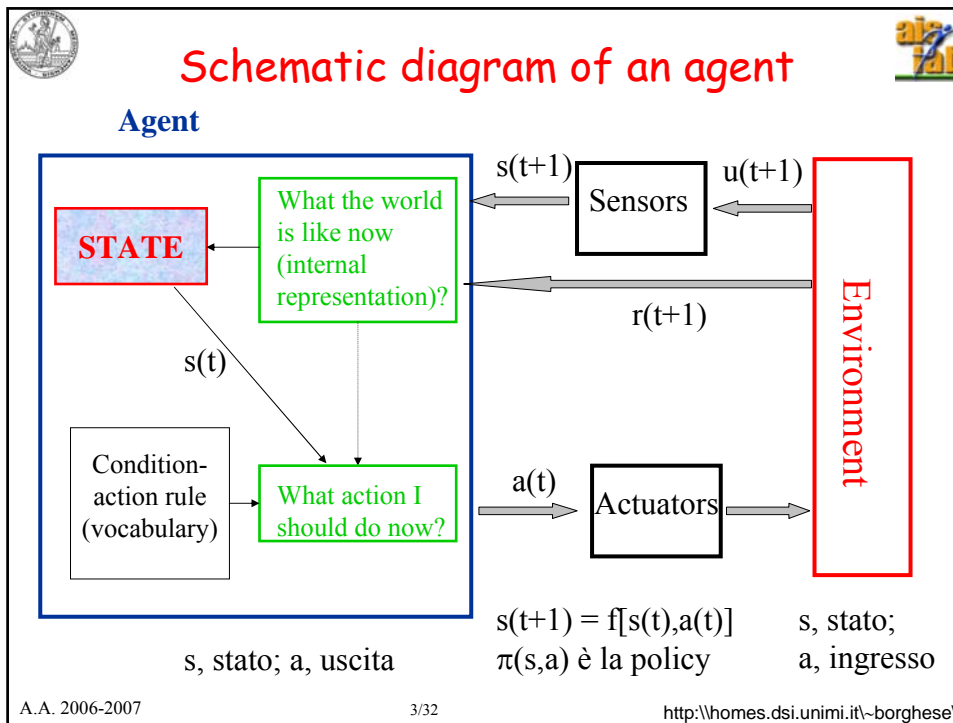 Schematic diagram of an agent
ais
lab
Agent
What the world
is like now
(internal
representation)?
STATE
s(t)
Condition-
action rule
(vocabulary)
What action I
should do now?
s(t+1)
Sensors
u(t+1)
r(t+1)
a(t)
Actuators
Environment
s, stato; a, uscita
s(t+1) = f[s(t),a(t)]
π(s,a) è la policy
s, stato;
a, ingresso
A.A. 2006-2007
3/32
http:\\homes.dsi.unimi.it\~borghese\